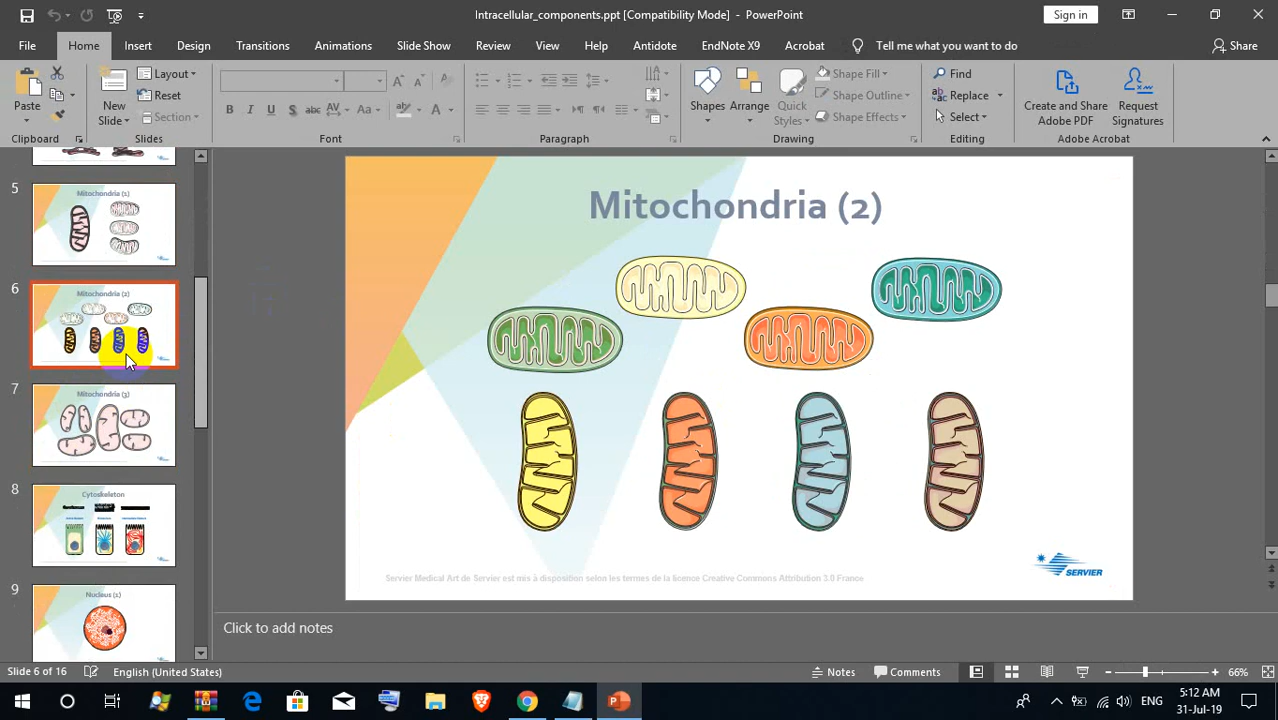 Intracellular_components.ppt [Compatibility Mode] - PowerPoint
Sign in
File Home Insert Design Transitions Animations Slide Show Review View Help Antidote EndNote X9 Acrobat Tell me what you want to do Share
Paste
New Slide
Layout
Reset
Section
B I U S abc AV Aa A
Shapes
Arrange
Quick Styles
Shape Fill
Shape Outline
Shape Effects
Find
Replace
Select
Create and Share Adobe PDF
Request Signatures
Clipboard Slides Font Paragraph Drawing Editing Adobe Acrobat
5
Mitochondria (1)
6
Mitochondria (2)
7
Mitochondria (3)
8
Cytoskeleton
9
Nucleus (1)
Mitochondria (2)
Servier Medical Art de Servier est mis à disposition selon les termes de la licence Creative Commons Attribution 3.0 France
SERVIER
Click to add notes
Slide 6 of 16 English (United States) Notes Comments 66%
ENG
5:12 AM
31-Jul-19